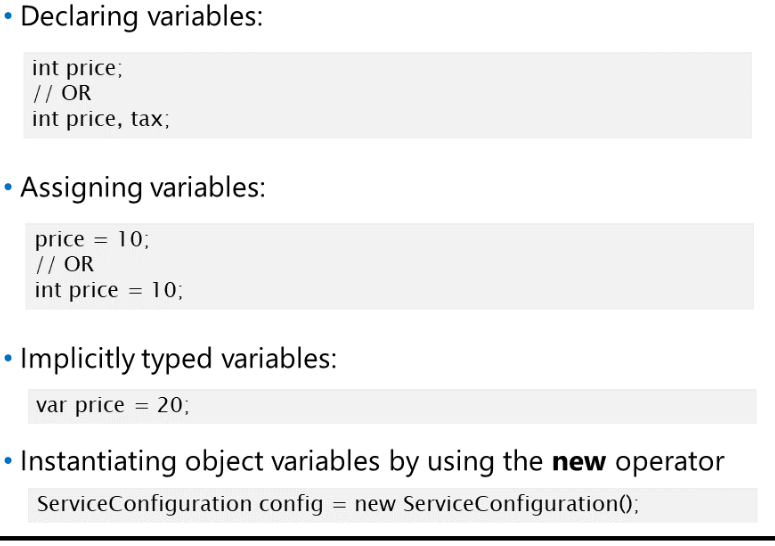 • Declaring variables:
int price;
// OR
int price, tax;
• Assigning variables:
price = 10;
// OR
int price = 10;
• Implicitly typed variables:
var price = 20;
• Instantiating object variables by using the new operator
ServiceConfiguration config = new ServiceConfiguration();